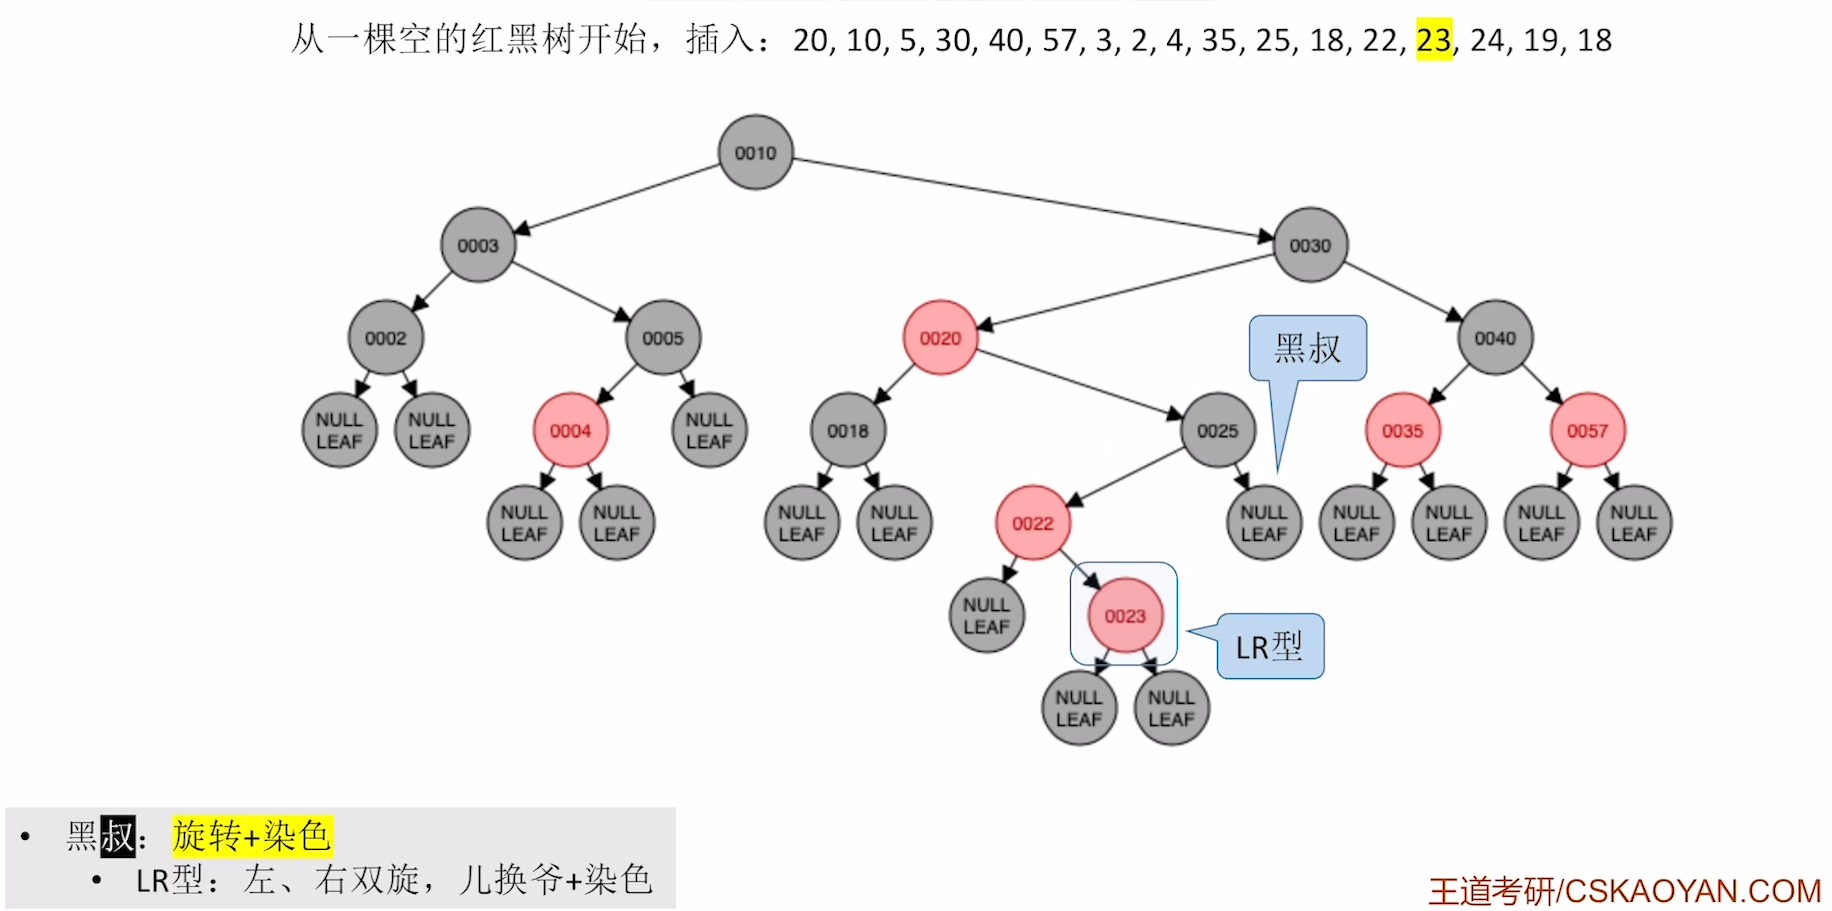 从一棵空的红黑树开始，插入：20, 10, 5, 30, 40, 57, 3, 2, 4, 35, 25, 18, 22, 23, 24, 19, 18
0010
0003
0030
0002
0005
0020
黑叔
0040
NULL LEAF
NULL LEAF
0004
NULL LEAF
0018
0025
0035
0057
NULL LEAF
NULL LEAF
NULL LEAF
NULL LEAF
0022
NULL LEAF
NULL LEAF
NULL LEAF
NULL LEAF
NULL LEAF
NULL LEAF
0023
LR型
NULL LEAF
NULL LEAF
• 黑叔：旋转+染色
• LR型：左、右双旋，儿换爷+染色
王道考研/CSKAOYAN.COM